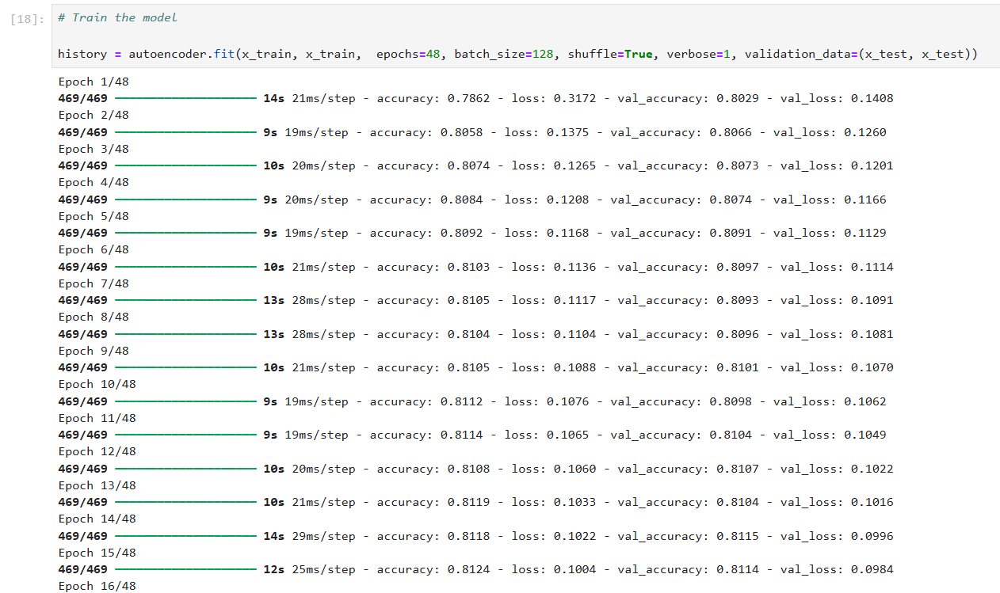 [18]:
# Train the model
history = autoencoder.fit(x_train, x_train,  epochs=48, batch_size=128, shuffle=True, verbose=1, validation_data=(x_test, x_test))
Epoch 1/48
469/469 ━━━━━━━━━━━━━━━━━━━━ 14s 21ms/step - accuracy: 0.7862 - loss: 0.3172 - val_accuracy: 0.8029 - val_loss: 0.1408
Epoch 2/48
469/469 ━━━━━━━━━━━━━━━━━━━━ 9s 19ms/step - accuracy: 0.8058 - loss: 0.1375 - val_accuracy: 0.8066 - val_loss: 0.1260
Epoch 3/48
469/469 ━━━━━━━━━━━━━━━━━━━━ 10s 20ms/step - accuracy: 0.8074 - loss: 0.1265 - val_accuracy: 0.8073 - val_loss: 0.1201
Epoch 4/48
469/469 ━━━━━━━━━━━━━━━━━━━━ 9s 20ms/step - accuracy: 0.8084 - loss: 0.1208 - val_accuracy: 0.8074 - val_loss: 0.1166
Epoch 5/48
469/469 ━━━━━━━━━━━━━━━━━━━━ 9s 19ms/step - accuracy: 0.8092 - loss: 0.1168 - val_accuracy: 0.8091 - val_loss: 0.1129
Epoch 6/48
469/469 ━━━━━━━━━━━━━━━━━━━━ 10s 21ms/step - accuracy: 0.8103 - loss: 0.1136 - val_accuracy: 0.8097 - val_loss: 0.1114
Epoch 7/48
469/469 ━━━━━━━━━━━━━━━━━━━━ 13s 28ms/step - accuracy: 0.8105 - loss: 0.1117 - val_accuracy: 0.8093 - val_loss: 0.1091
Epoch 8/48
469/469 ━━━━━━━━━━━━━━━━━━━━ 13s 28ms/step - accuracy: 0.8104 - loss: 0.1104 - val_accuracy: 0.8096 - val_loss: 0.1081
Epoch 9/48
469/469 ━━━━━━━━━━━━━━━━━━━━ 10s 21ms/step - accuracy: 0.8105 - loss: 0.1088 - val_accuracy: 0.8101 - val_loss: 0.1070
Epoch 10/48
469/469 ━━━━━━━━━━━━━━━━━━━━ 9s 19ms/step - accuracy: 0.8112 - loss: 0.1076 - val_accuracy: 0.8098 - val_loss: 0.1062
Epoch 11/48
469/469 ━━━━━━━━━━━━━━━━━━━━ 9s 19ms/step - accuracy: 0.8114 - loss: 0.1065 - val_accuracy: 0.8104 - val_loss: 0.1049
Epoch 12/48
469/469 ━━━━━━━━━━━━━━━━━━━━ 10s 20ms/step - accuracy: 0.8108 - loss: 0.1060 - val_accuracy: 0.8107 - val_loss: 0.1022
Epoch 13/48
469/469 ━━━━━━━━━━━━━━━━━━━━ 10s 21ms/step - accuracy: 0.8119 - loss: 0.1033 - val_accuracy: 0.8104 - val_loss: 0.1016
Epoch 14/48
469/469 ━━━━━━━━━━━━━━━━━━━━ 14s 29ms/step - accuracy: 0.8118 - loss: 0.1022 - val_accuracy: 0.8115 - val_loss: 0.0996
Epoch 15/48
469/469 ━━━━━━━━━━━━━━━━━━━━ 12s 25ms/step - accuracy: 0.8124 - loss: 0.1004 - val_accuracy: 0.8114 - val_loss: 0.0984
Epoch 16/48